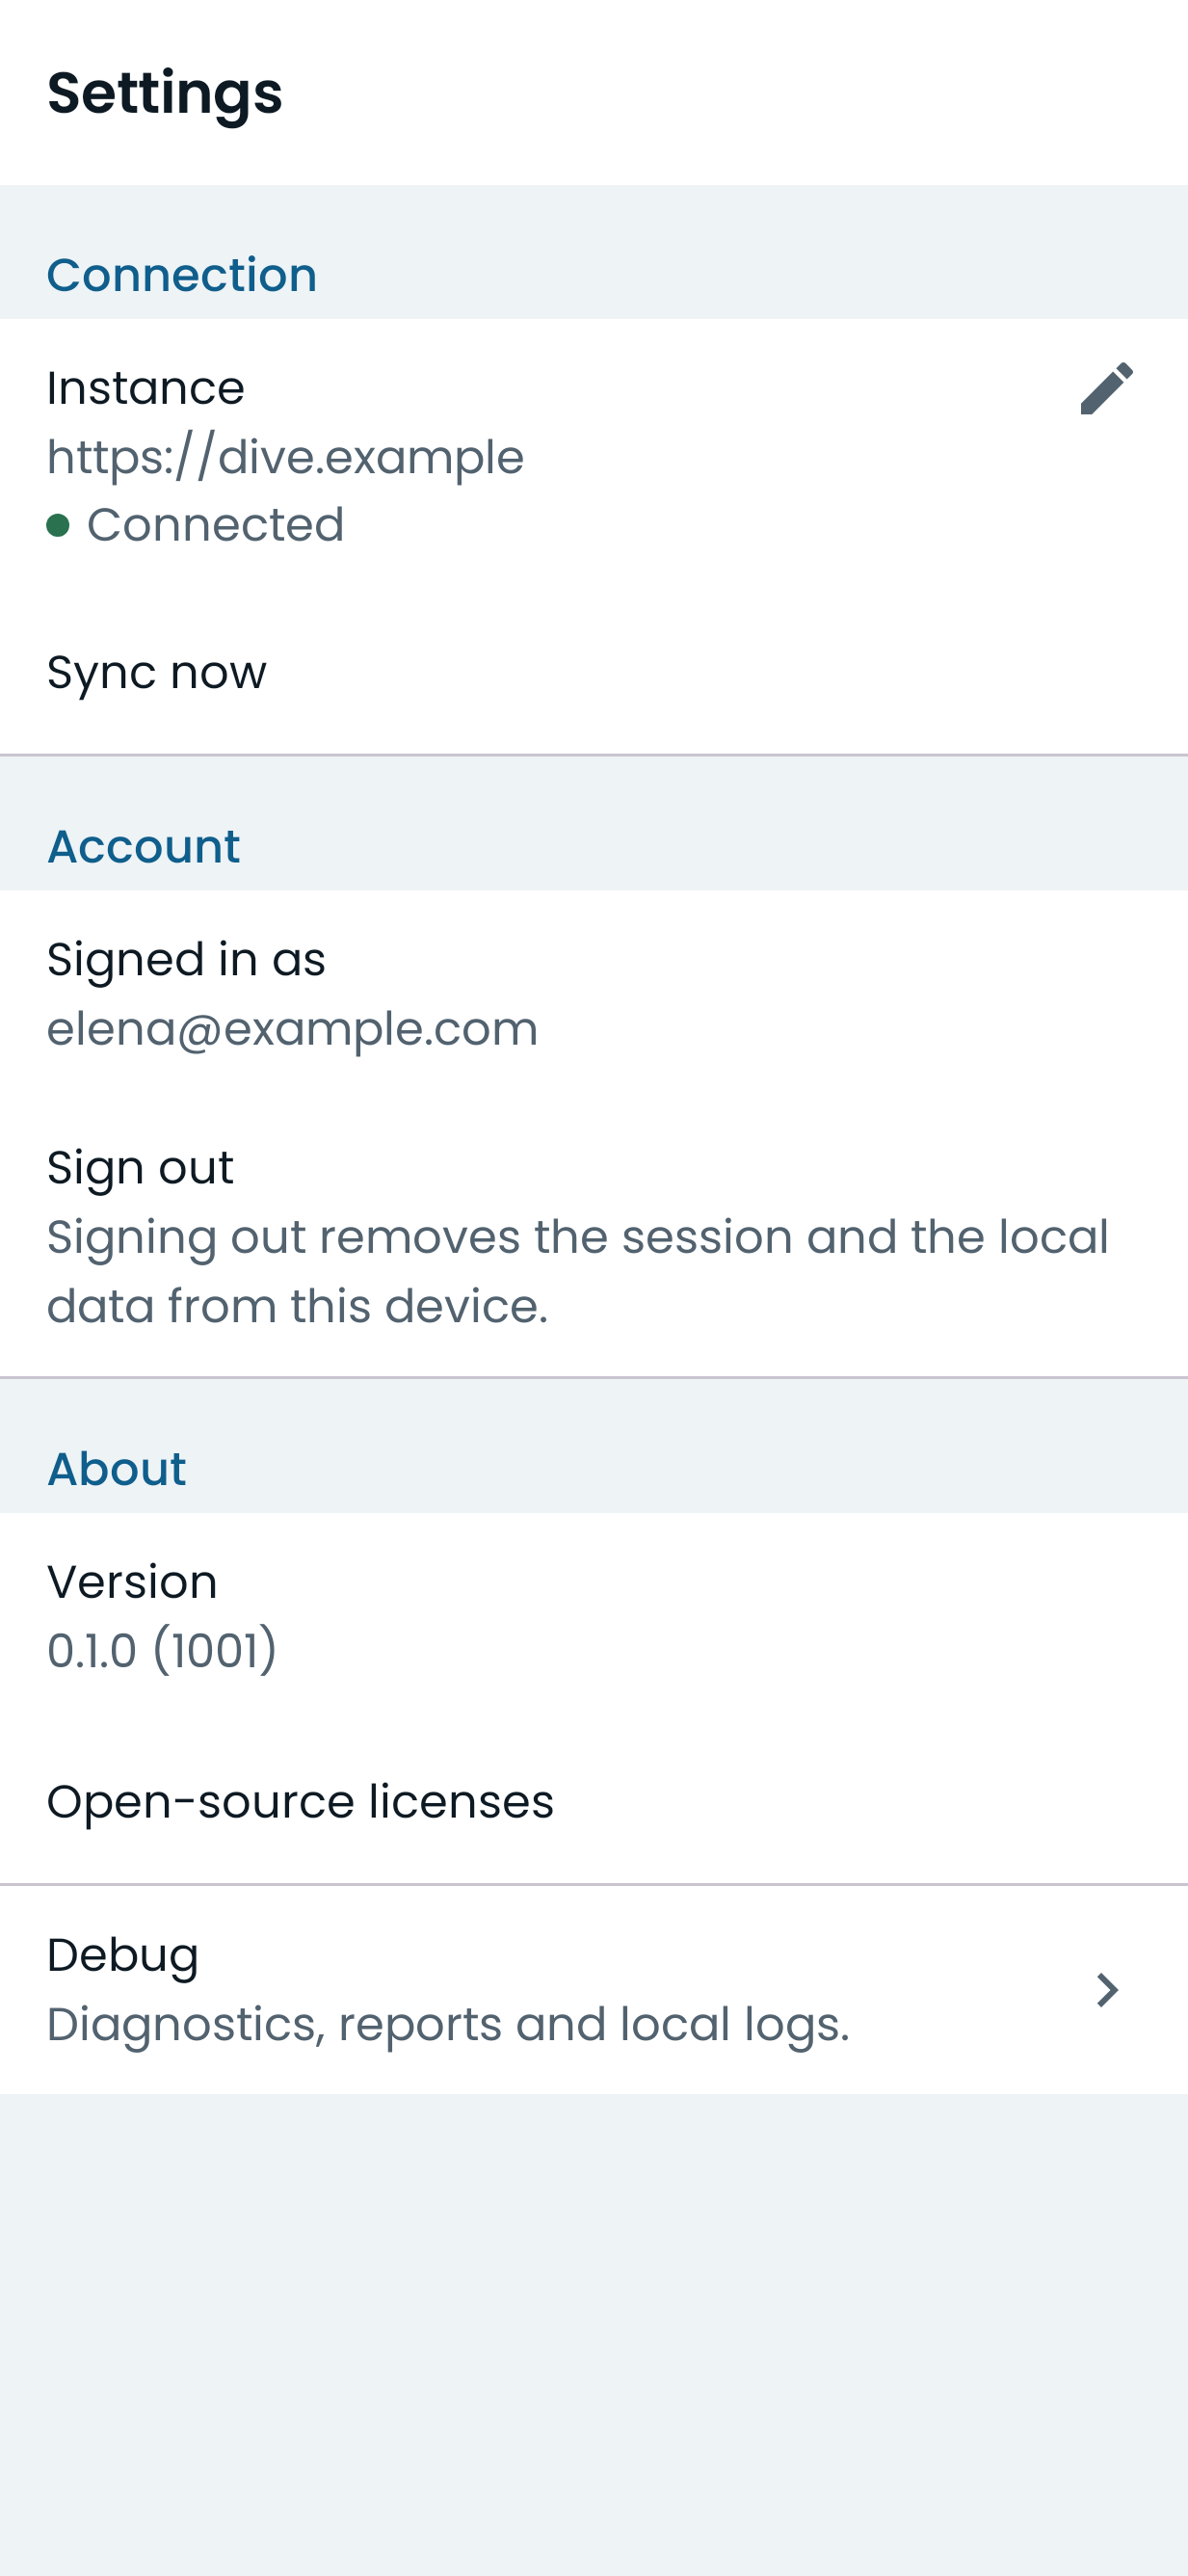 Settings
Connection
Instance
https://dive.example
Connected
Sync now
Account
Signed in as
elena@example.com
Sign out
Signing out removes the session and the local
data from this device.
About
Version
0.1.0 (1001)
Open-source licenses
Debug
Diagnostics, reports and local logs.